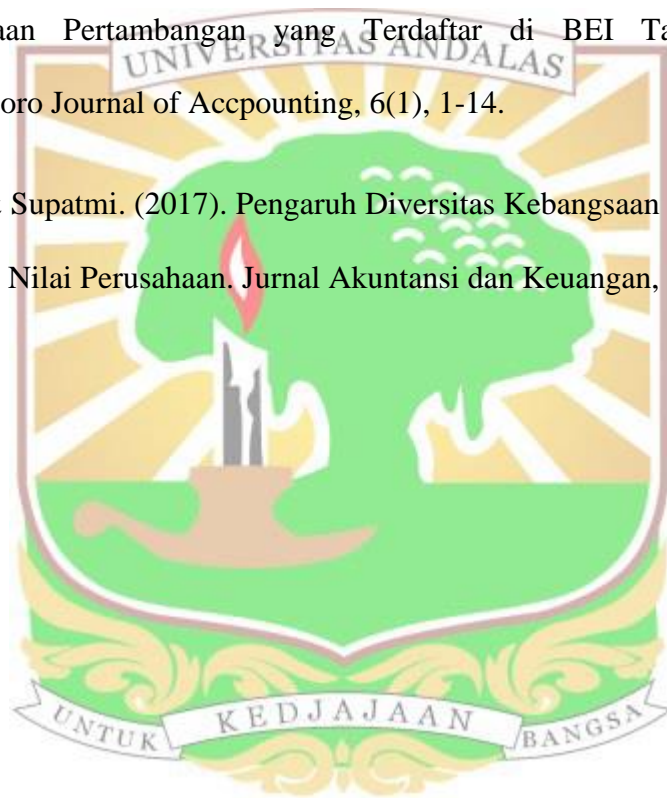 aan Pertambangan yang Terdaftar di BEI Ta
UNIVERSITAS ANDALAS
oro Journal of Accpounting, 6(1), 1-14.
Supatmi. (2017). Pengaruh Diversitas Kebangsaan
Nilai Perusahaan. Jurnal Akuntansi dan Keuangan,
UNTUK KEDJAJAAN BANGSA